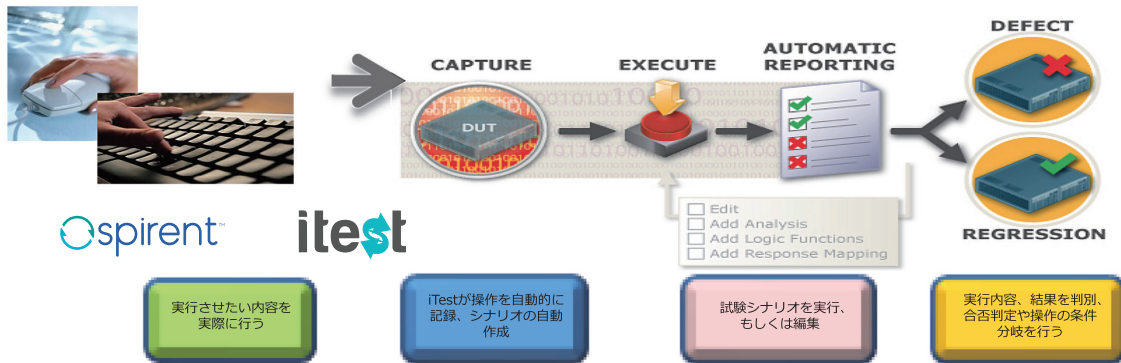 CAPTURE
EXECUTE
AUTOMATIC
REPORTING
DEFECT
DUT
REGRESSION
Edit
Add Analysis
Add Logic Functions
Add Response Mapping
spirent™
itest
実行させたい内容を
実際に行う
iTestが操作を自動的に
記録、シナリオの自動
作成
試験シナリオを実行、
もしくは編集
実行内容、結果を判別、
合否判定や操作の条件
分岐を行う